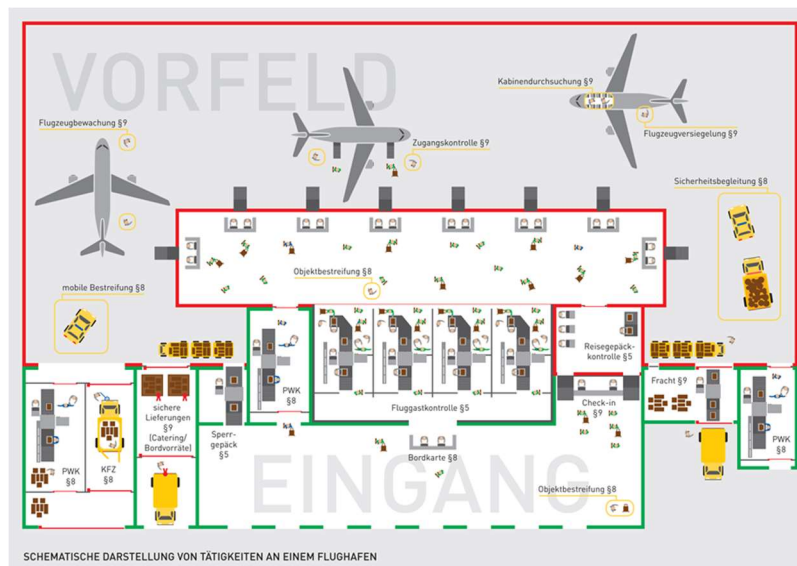 VORFELD
Kabinendurchsuchung §9
Flugzeugbewachung §9
Zugangskontrolle §9
Flugzeugversiegelung §9
Sicherheitsbegleitung §8
Objektbestreifung §8
mobile Bestreifung §8
Reisegepäck-
kontrolle §5
PWK
§8
Fluggastkontrolle §5
Check-in
§9
Fracht §9
PWK
§8
sichere
Lieferungen
§9
(Catering/
Bordvorräte)
Sperr-
gepäck
§5
PWK
§8
KFZ
§8
Bordkarte §8
EINGANG
Objektbestreifung §8
SCHEMATISCHE DARSTELLUNG VON TÄTIGKEITEN AN EINEM FLUGHAFEN